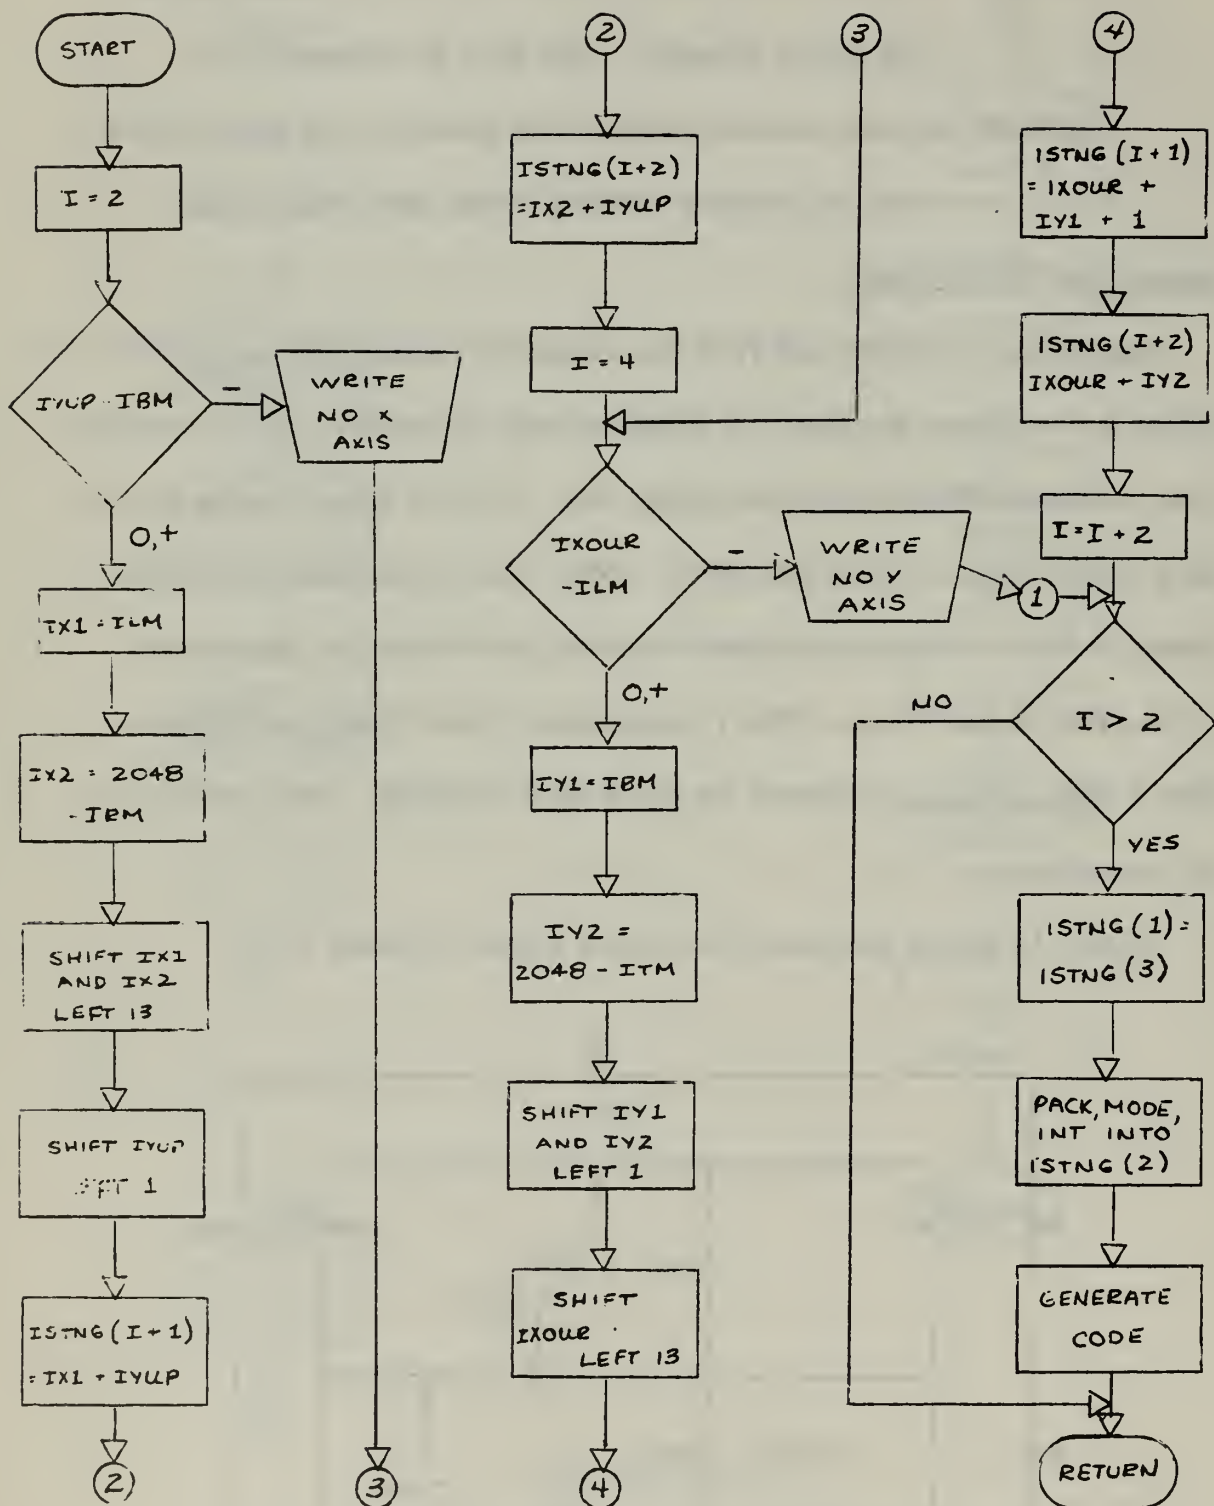 START
I = 2
IYUP - IBM
-
WRITE
NO X
AXIS
0,+
IX1 = ILM
IX2 = 2048
- IBM
SHIFT IX1
AND IX2
LEFT 13
SHIFT IYUP
LEFT 1
ISTNG (I+1)
= IX1 + IYUP
2
3
2
ISTNG (I+2)
= IX2 + IYUP
I = 4
IXOUR
- ILM
-
WRITE
NO Y
AXIS
1
0,+
IY1 = IBM
IY2 =
2048 - ITM
SHIFT IY1
AND IY2
LEFT 1
SHIFT
IXOUR
LEFT 13
4
3
4
ISTNG (I+1)
= IXOUR +
IY1 + 1
ISTNG (I+2)
IXOUR + IY2
I = I + 2
NO
I > 2
YES
ISTNG (1) =
ISTNG (3)
PACK, MODE,
INT INTO
ISTNG (2)
GENERATE
CODE
RETURN